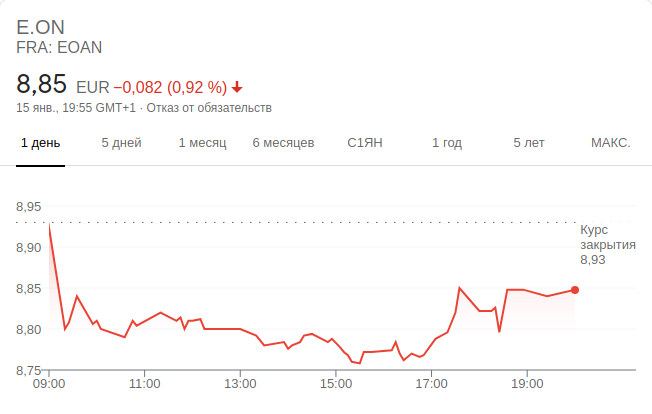 E.ON
FRA: EOAN
8,85 EUR −0,082 (0,92 %)
15 янв., 19:55 GMT+1 · Отказ от обязательств
1 день 5 дней 1 месяц 6 месяцев С1ЯН 1 год 5 лет МАКС.
8,95
Курс
закрытия
8,93
8,90
8,85
8,80
8,75
09:00 11:00 13:00 15:00 17:00 19:00